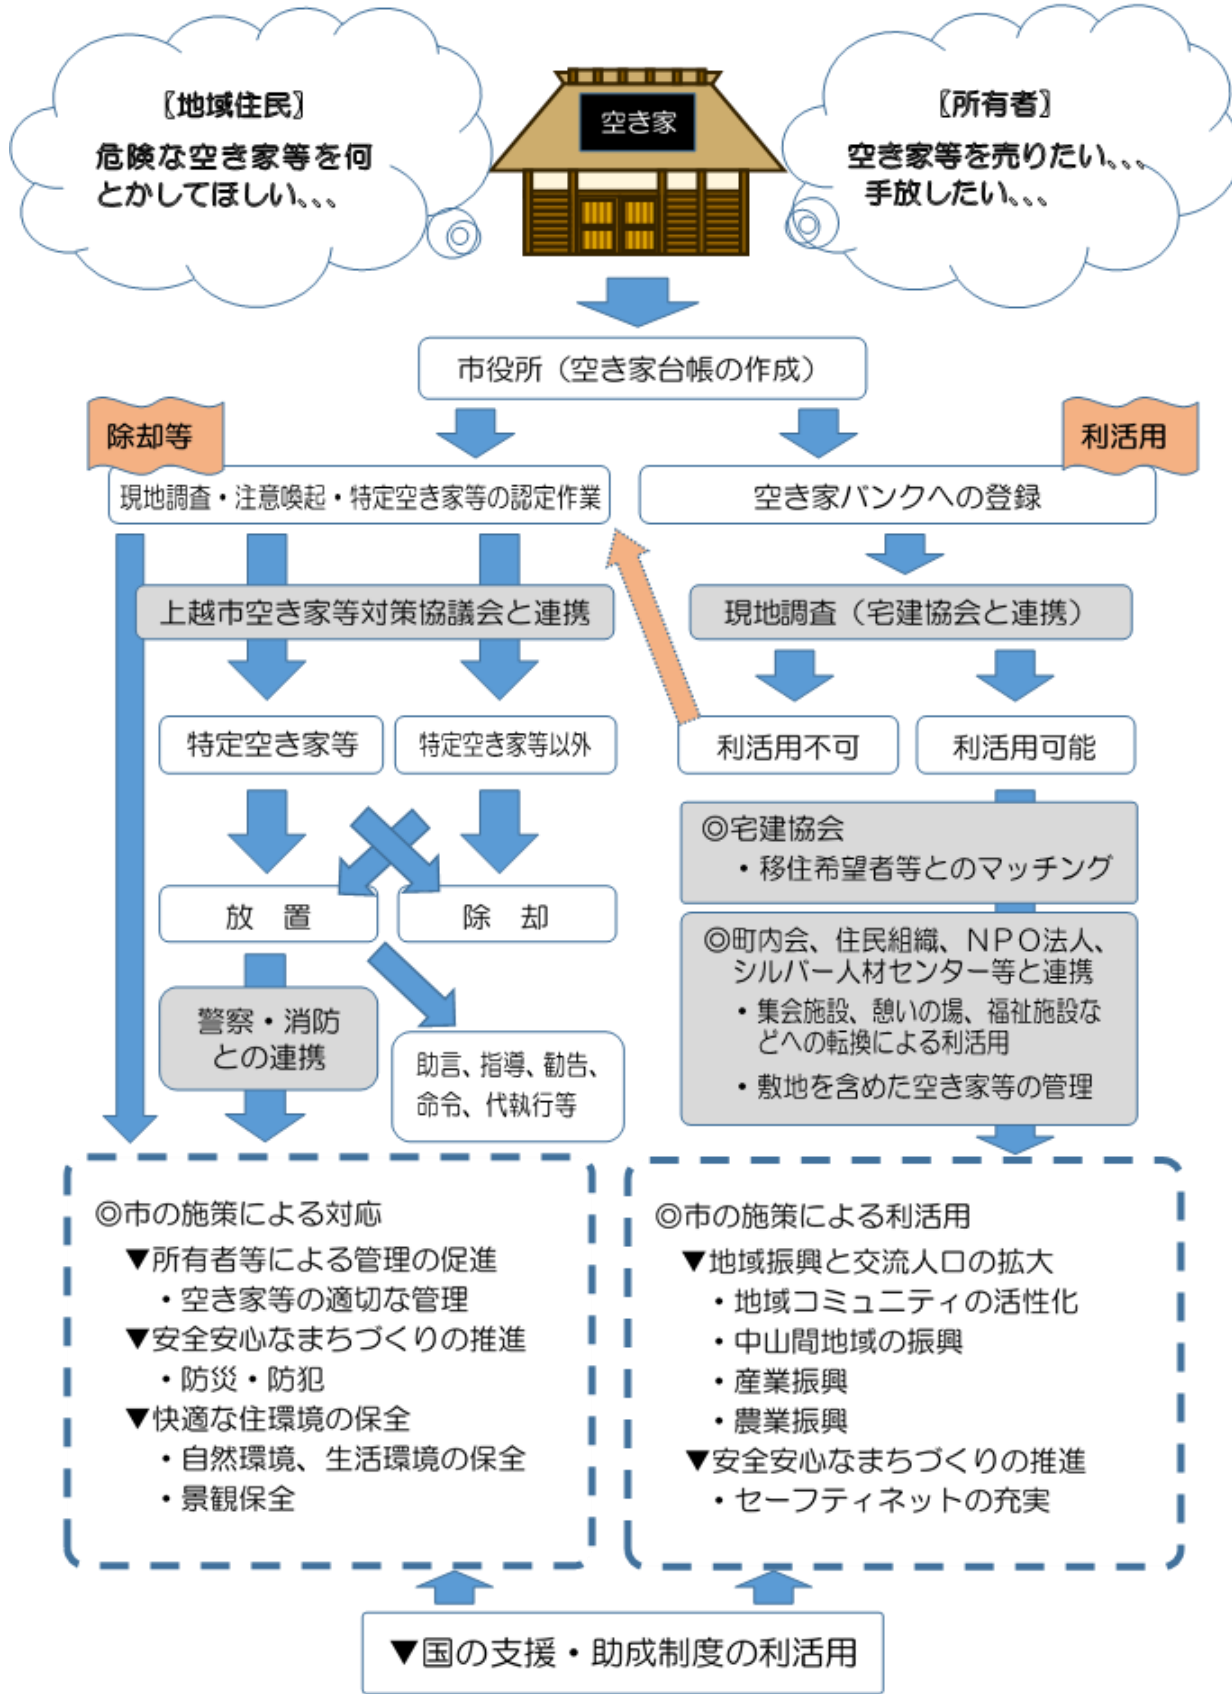 〖地域住民〗
危険な空き家等を何
とかしてほしい、、、
空き家
〖所有者〗
空き家等を売りたい、、、
手放したい、、、
市役所（空き家台帳の作成）
除却等
利活用
現地調査・注意喚起・特定空き家等の認定作業
空き家バンクへの登録
上越市空き家等対策協議会と連携
現地調査（宅建協会と連携）
特定空き家等
特定空き家等以外
利活用不可
利活用可能
◎宅建協会
・移住希望者等とのマッチング
放　置
除　却
◎町内会、住民組織、ＮＰＯ法人、
シルバー人材センター等と連携
・集会施設、憩いの場、福祉施設な
どへの転換による利活用
・敷地を含めた空き家等の管理
警察・消防
との連携
助言、指導、勧告、
命令、代執行等
◎市の施策による対応
▼所有者等による管理の促進
・空き家等の適切な管理
▼安全安心なまちづくりの推進
・防災・防犯
▼快適な住環境の保全
・自然環境、生活環境の保全
・景観保全
◎市の施策による利活用
▼地域振興と交流人口の拡大
・地域コミュニティの活性化
・中山間地域の振興
・産業振興
・農業振興
▼安全安心なまちづくりの推進
・セーフティネットの充実
▼国の支援・助成制度の利活用